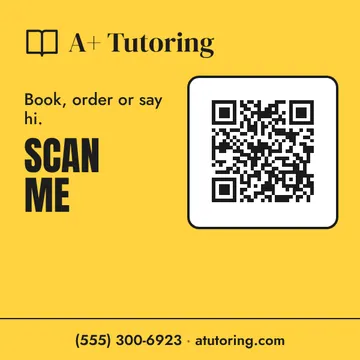 A+ Tutoring
Book, order or say
hi.
SCAN
ME
(555) 300-6923 · atutoring.com